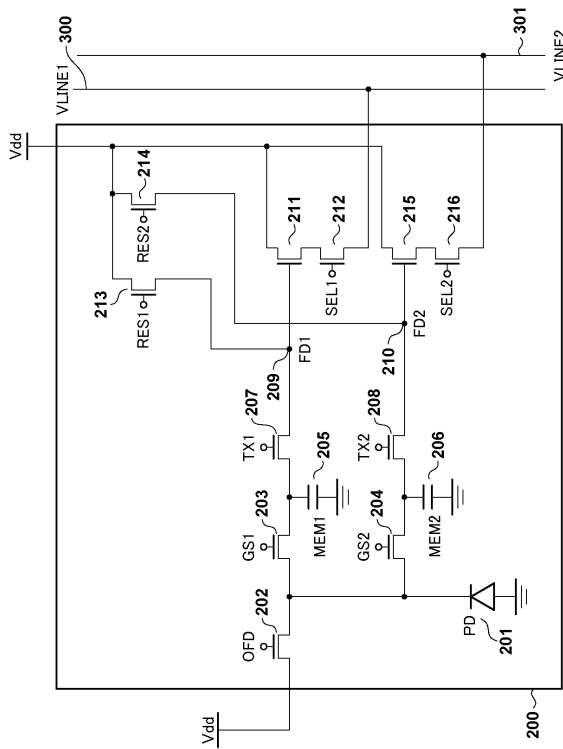 300
VLINE1
301
VLINE2
Vdd
214
RES2
213
RES1
211
212
SEL1
215
216
SEL2
FD1
209
FD2
210
207
TX1
208
TX2
205
MEM1
206
MEM2
203
GS1
204
GS2
202
OFD
PD
201
Vdd
200